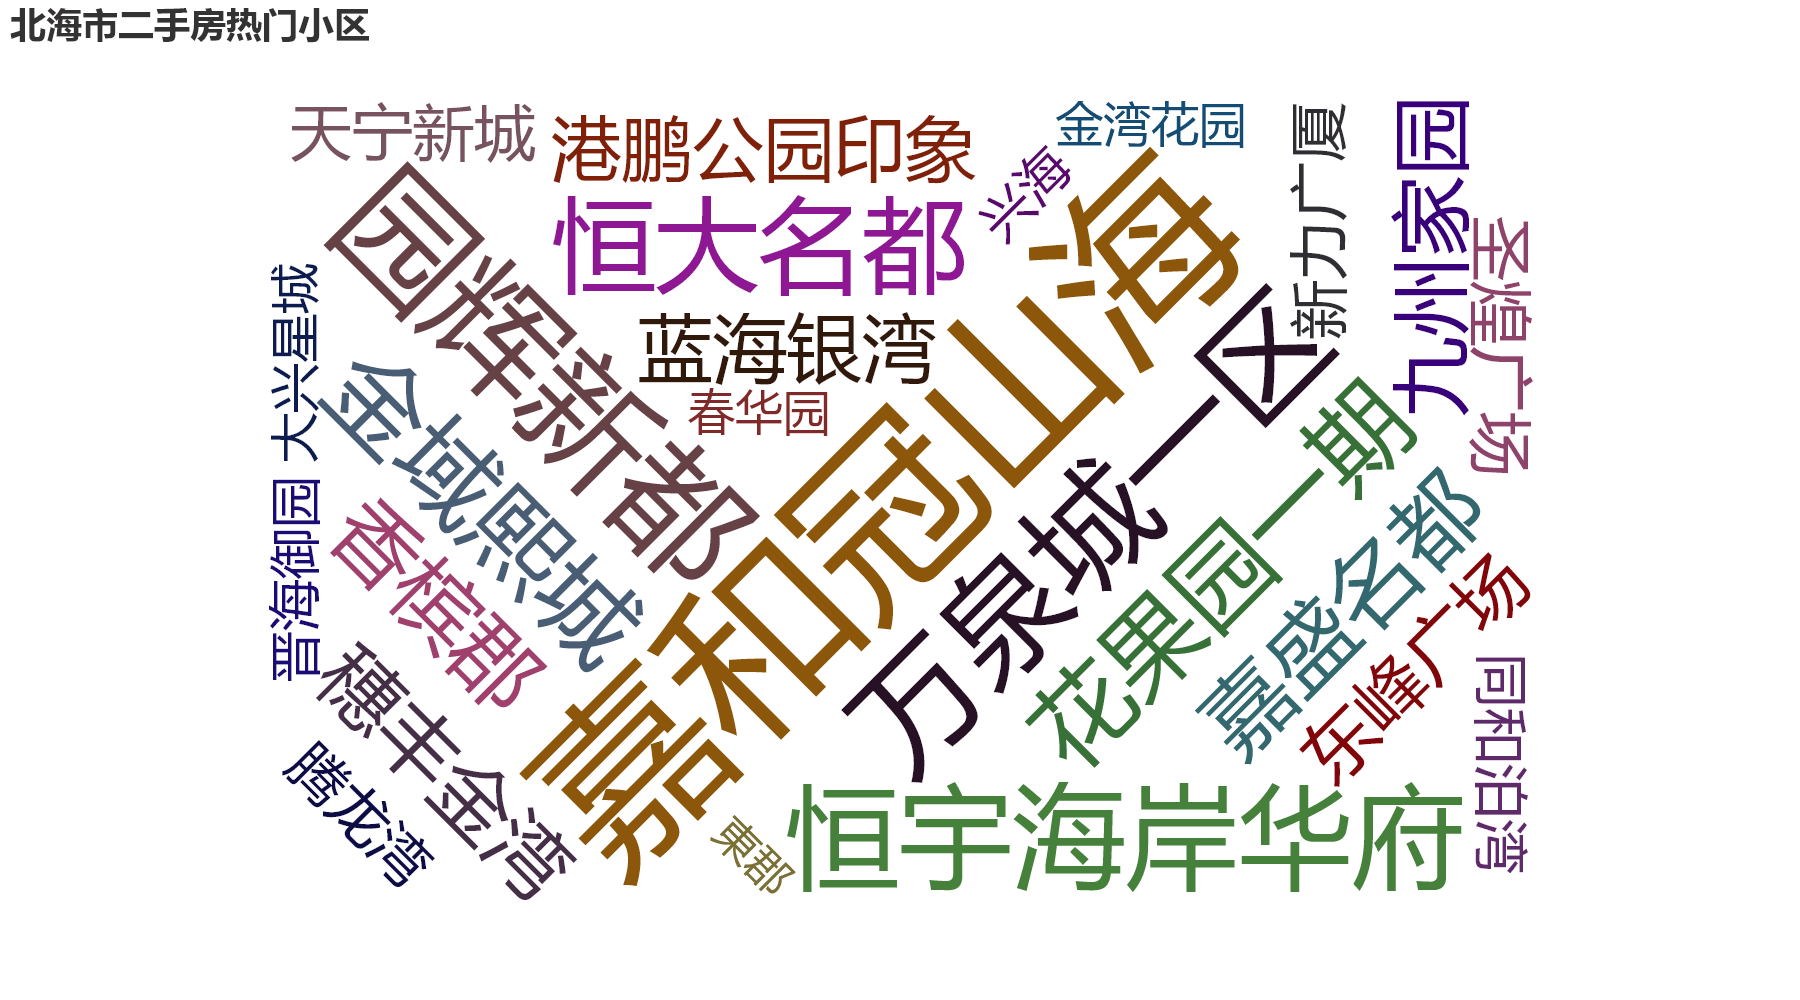 北海市二手房热门小区
天宁新城
港鹏公园印象
金湾花园
新力广厦
九州家园
兴海
恒大名都
园辉新都
嘉和冠山海
圣煌广场
大兴星城
蓝海银湾
万泉城一区
金域熙城
春华园
花果园一期
晋海御园
香槟郡
嘉盛名都
东峰广场
穗丰金湾
同和泊湾
腾龙湾
東郡
恒宇海岸华府